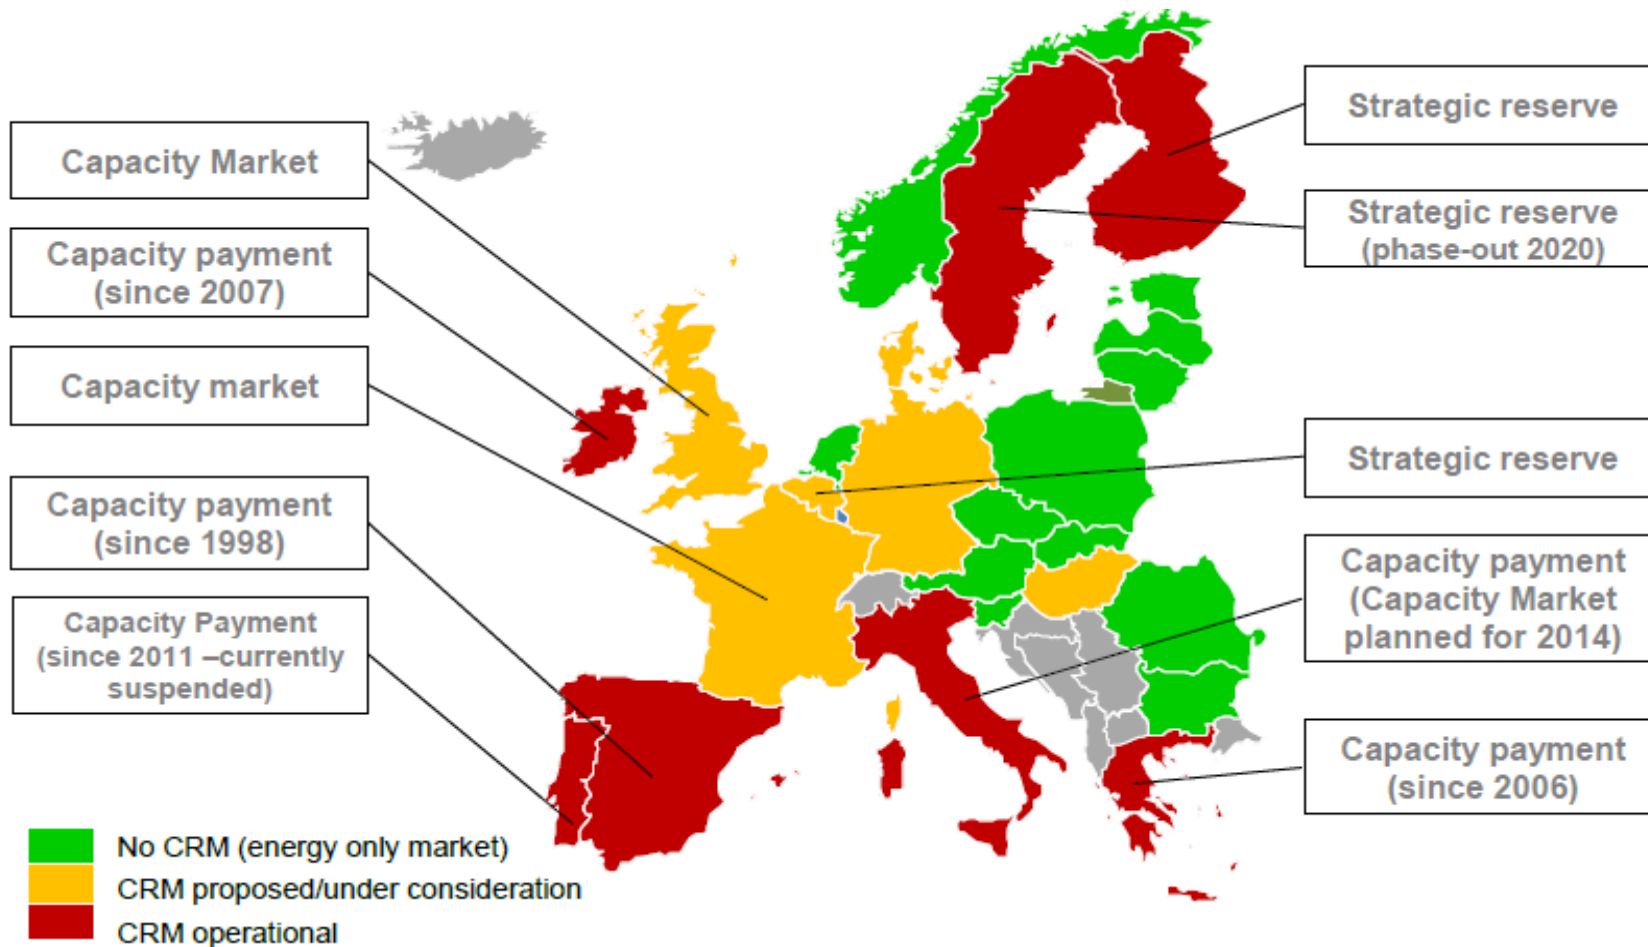 Capacity Market
Capacity payment
(since 2007)
Capacity market
Capacity payment
(since 1998)
Capacity Payment
(since 2011 –currently
suspended)
Strategic reserve
Strategic reserve
(phase-out 2020)
Strategic reserve
Capacity payment
(Capacity Market
planned for 2014)
Capacity payment
(since 2006)
No CRM (energy only market)
CRM proposed/under consideration
CRM operational